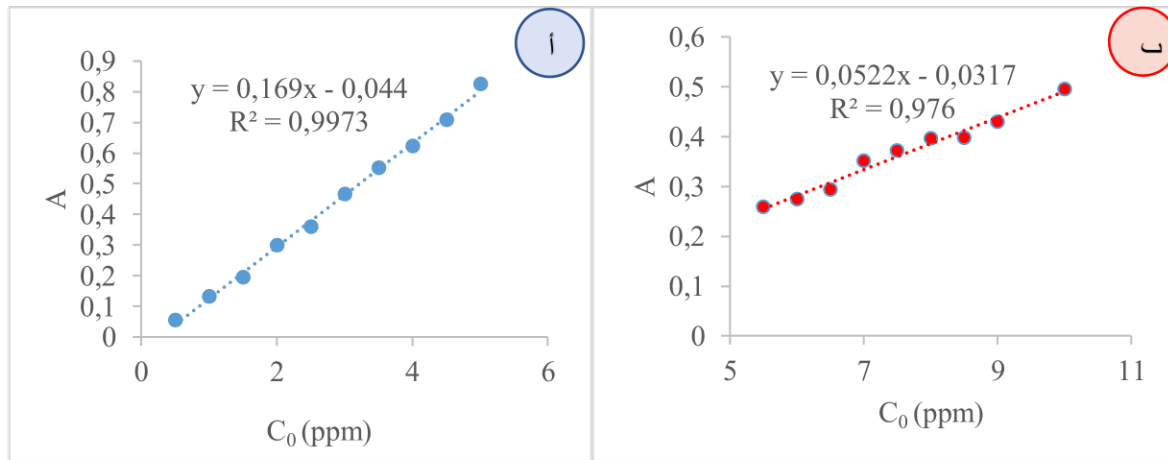 أ
y = 0,169x - 0,044
R² = 0,9973
A
0,9
0,8
0,7
0,6
0,5
0,4
0,3
0,2
0,1
0
0 2 4 6
C₀ (ppm)
y = 0,0522x - 0,0317
R² = 0,976
A
0,6
0,5
0,4
0,3
0,2
0,1
0
5 7 9 11
C₀ (ppm)